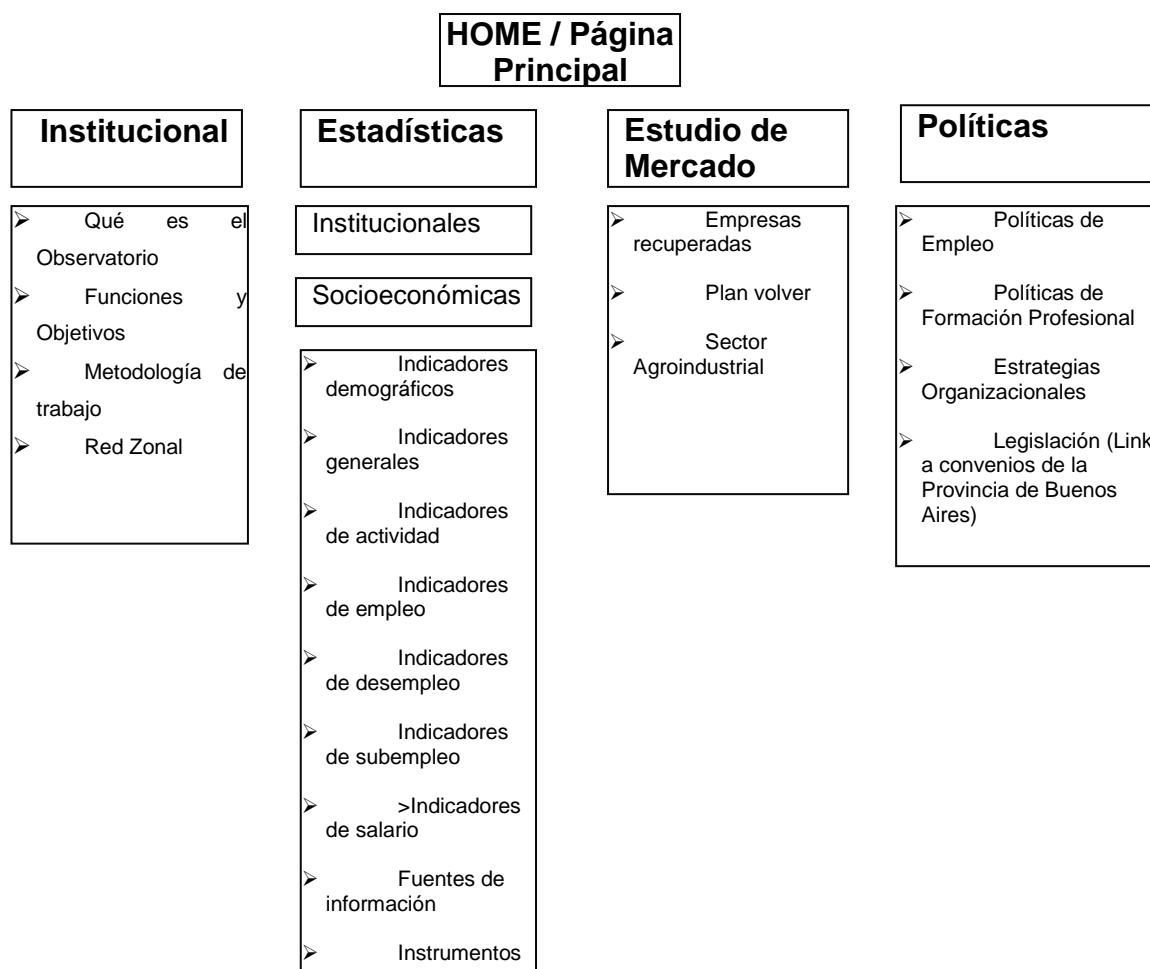 HOME / Página
Principal
Institucional
Qué es el
Observatorio
Funciones y
Objetivos
Metodología de
trabajo
Red Zonal
Estadísticas
Institucionales
Socioeconómicas
Indicadores
demográficos
Indicadores
generales
Indicadores
de actividad
Indicadores
de empleo
Indicadores
de desempleo
Indicadores
de subempleo
>Indicadores
de salario
Fuentes de
información
Instrumentos
Estudio de
Mercado
Empresas
recuperadas
Plan volver
Sector
Agroindustrial
Políticas
Políticas de
Empleo
Políticas de
Formación Profesional
Estrategias
Organizacionales
Legislación (Link
a convenios de la
Provincia de Buenos
Aires)